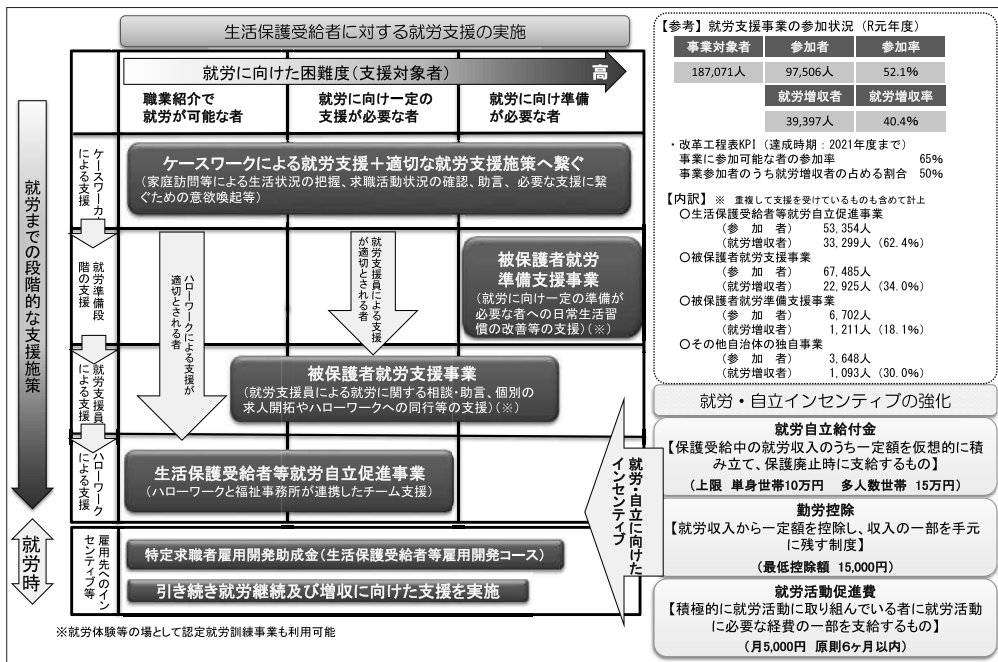 生活保護受給者に対する就労支援の実施
就労に向けた困難度(支援対象者)
高
職業紹介で
就労が可能な者
就労に向け一定の
支援が必要な者
就労に向け準備
が必要な者
就労までの段階的な支援施策
就労時
ケースワーカー
による支援
就労準備段
階の支援
就労支援員
による支援
ハローワーク
による支援
雇用先へのイン
センティブ等
ケースワークによる就労支援+適切な就労支援施策へ繋ぐ
(家庭訪問等による生活状況の把握、求職活動状況の確認、助言、必要な支援に繋
ぐための意欲喚起等)
ハローワークによる支援が
適切とされる者
就労支援員による支援
が適切とされる者
被保護者就労
準備支援事業
(就労に向け一定の準備が
必要な者への日常生活習
慣の改善等の支援)(※)
被保護者就労支援事業
(就労支援員による就労に関する相談・助言、個別の
求人開拓やハローワークへの同行等の支援)(※)
生活保護受給者等就労自立促進事業
(ハローワークと福祉事務所が連携したチーム支援)
特定求職者雇用開発助成金(生活保護受給者等雇用開発コース)
引き続き就労継続及び増収に向けた支援を実施
※就労体験等の場として認定就労訓練事業も利用可能
就労・自立に向けた
インセンティブ
【参考】就労支援事業の参加状況(R元年度)
事業対象者 参加者 参加率
187,071人 97,506人 52.1%
就労増収者 就労増収率
39,397人 40.4%
・改革工程表KPI(達成時期:2021年度まで)
事業に参加可能な者の参加率 65%
事業参加者のうち就労増収者の占める割合 50%
【内訳】※ 重複して支援を受けているものも含めて計上
○生活保護受給者等就労自立促進事業
(参 加 者) 53,354人
(就労増収者) 33,299人(62.4%)
○被保護者就労支援事業
(参 加 者) 67,485人
(就労増収者) 22,925人(34.0%)
○被保護者就労準備支援事業
(参 加 者) 6,702人
(就労増収者) 1,211人(18.1%)
○その他自治体の独自事業
(参 加 者) 3,648人
(就労増収者) 1,093人(30.0%)
就労・自立インセンティブの強化
就労自立給付金
【保護受給中の就労収入のうち一定額を仮想的に積
み立て、保護廃止時に支給するもの】
(上限 単身世帯10万円 多人数世帯 15万円)
勤労控除
【就労収入から一定額を控除し、収入の一部を手元
に残す制度】
(最低控除額 15,000円)
就労活動促進費
【積極的に就労活動に取り組んでいる者に就労活動
に必要な経費の一部を支給するもの】
(月5,000円 原則6ヶ月以内)